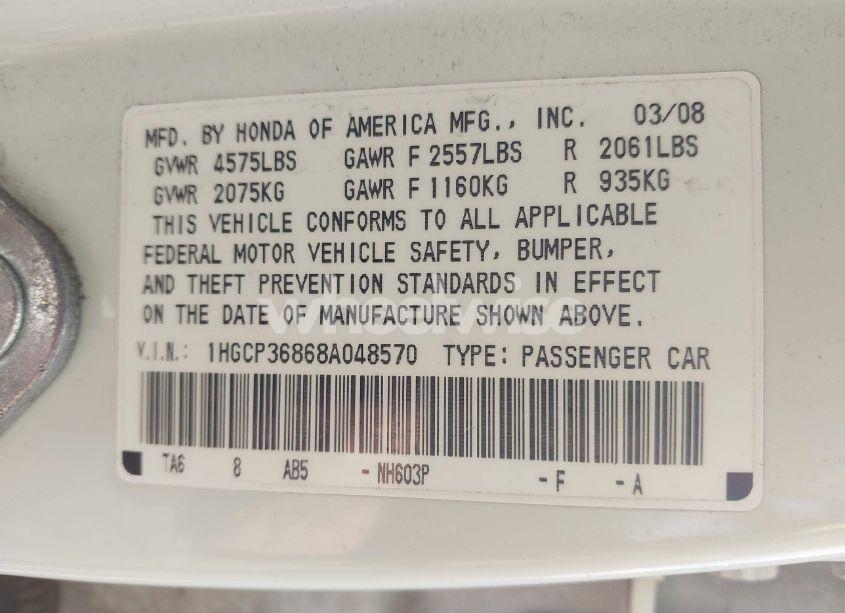 MFD. BY HONDA OF AMERICA MFG., INC. 03/08
GVWR 4575LBS GAWR F 2557LBS R 2061LBS
GVWR 2075KG GAWR F 1160KG R 935KG
THIS VEHICLE CONFORMS TO ALL APPLICABLE
FEDERAL MOTOR VEHICLE SAFETY, BUMPER,
AND THEFT PREVENTION STANDARDS IN EFFECT
ON THE DATE OF MANUFACTURE SHOWN ABOVE.
wheelwise
V.I.N.: 1HGCP36868A048570 TYPE: PASSENGER CAR
TA6 8 AB5 - NH603P - F - A